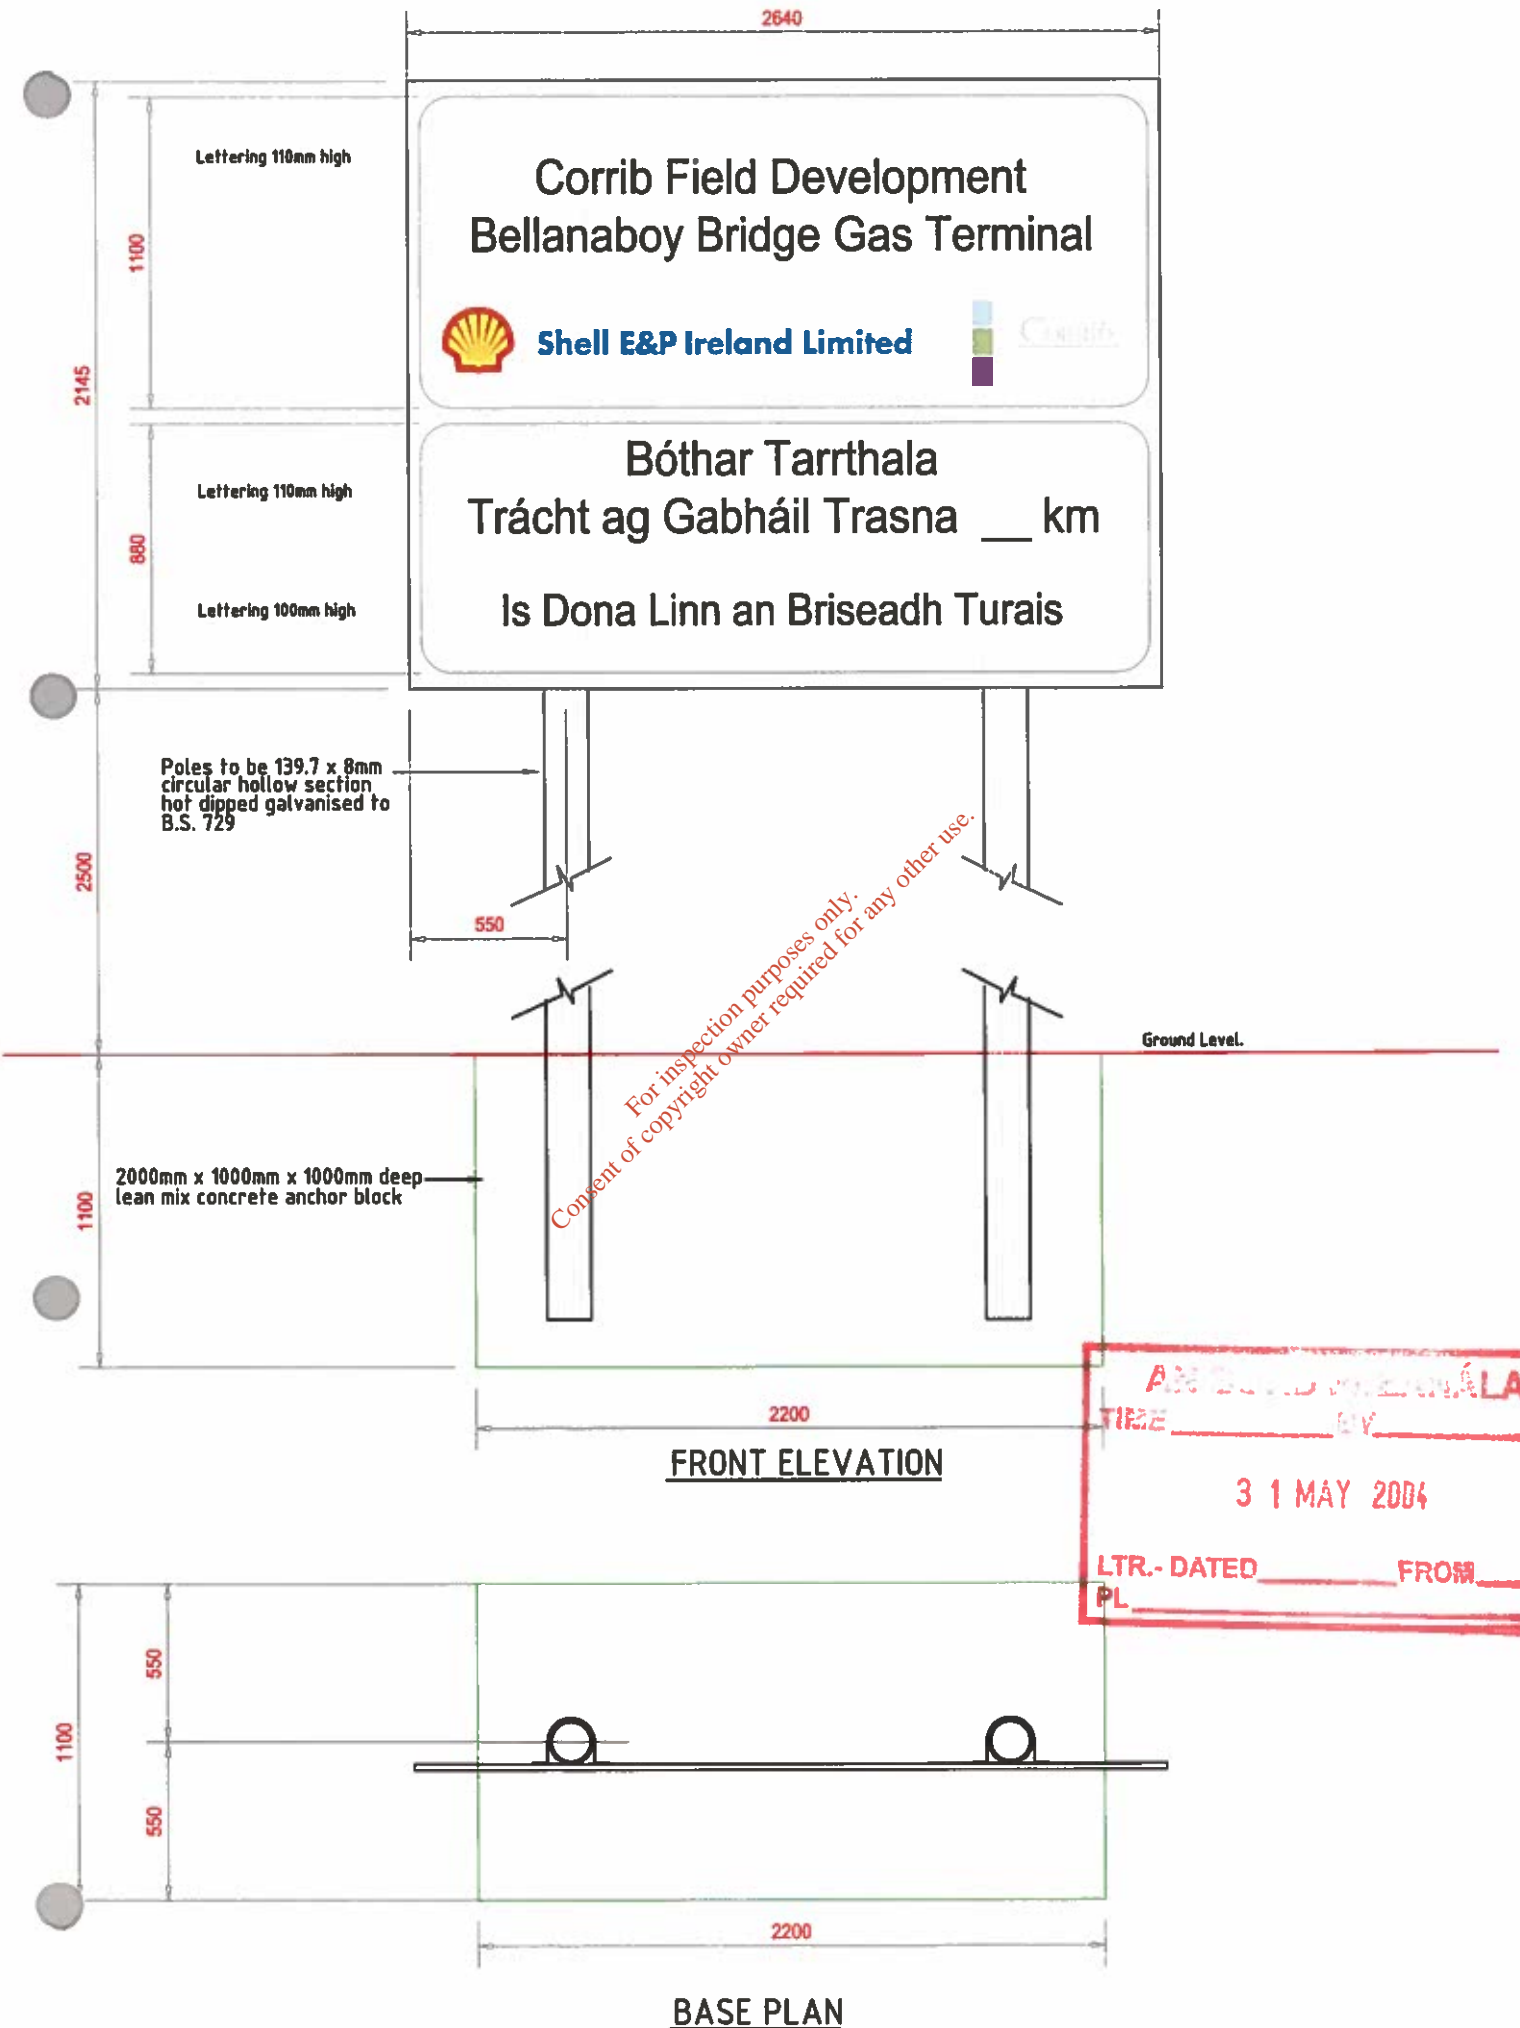 2640
Lettering 110mm high
Corrib Field Development
Bellanaboy Bridge Gas Terminal
1100
Shell E&P Ireland Limited
Corrib
2145
Bóthar Tarrthala
Lettering 110mm high
Trácht ag Gabháil Trasna __ km
880
Lettering 100mm high
Is Dona Linn an Briseadh Turais
Poles to be 139.7 x 8mm
circular hollow section
hot dipped galvanised to
B.S. 729
2500
550
For inspection purposes only.
Consent of copyright owner required for any other use.
Ground Level.
2000mm x 1000mm x 1000mm deep
lean mix concrete anchor block
1100
2200
FRONT ELEVATION
TIME BY
31 MAY 2004
LTR.- DATED FROM
PL
550
1100
550
2200
BASE PLAN